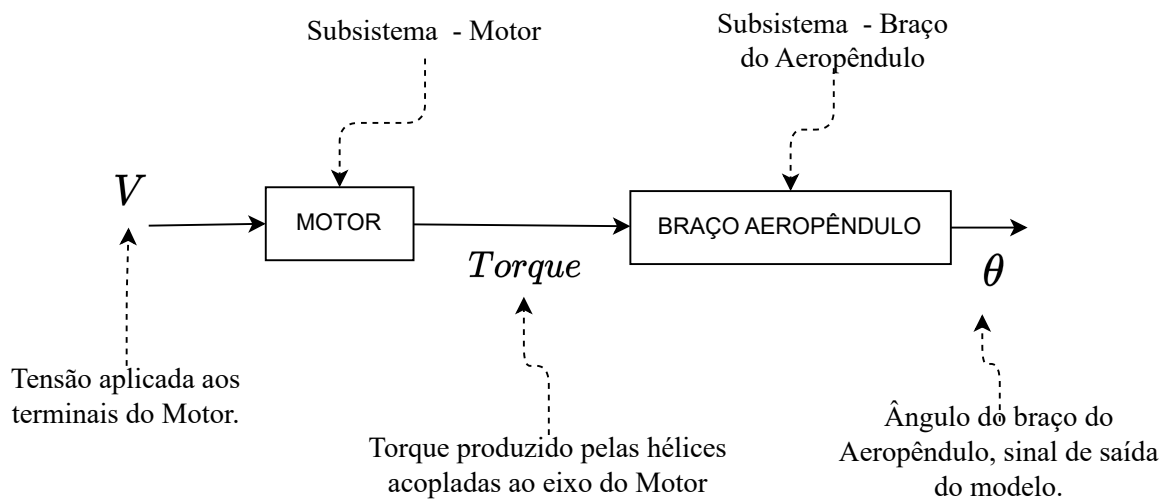 Subsistema - Motor
Subsistema - Braço
do Aeropêndulo
V
MOTOR
Torque
BRAÇO AEROPÊNDULO
θ
Tensão aplicada aos
terminais do Motor.
Torque produzido pelas hélices
acopladas ao eixo do Motor
Ângulo do braço do
Aeropêndulo, sinal de saída
do modelo.